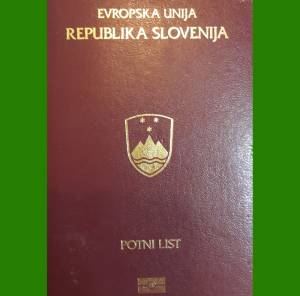 EVROPSKA UNIJA
REPUBLIKA SLOVENIJA
POTNI LIST